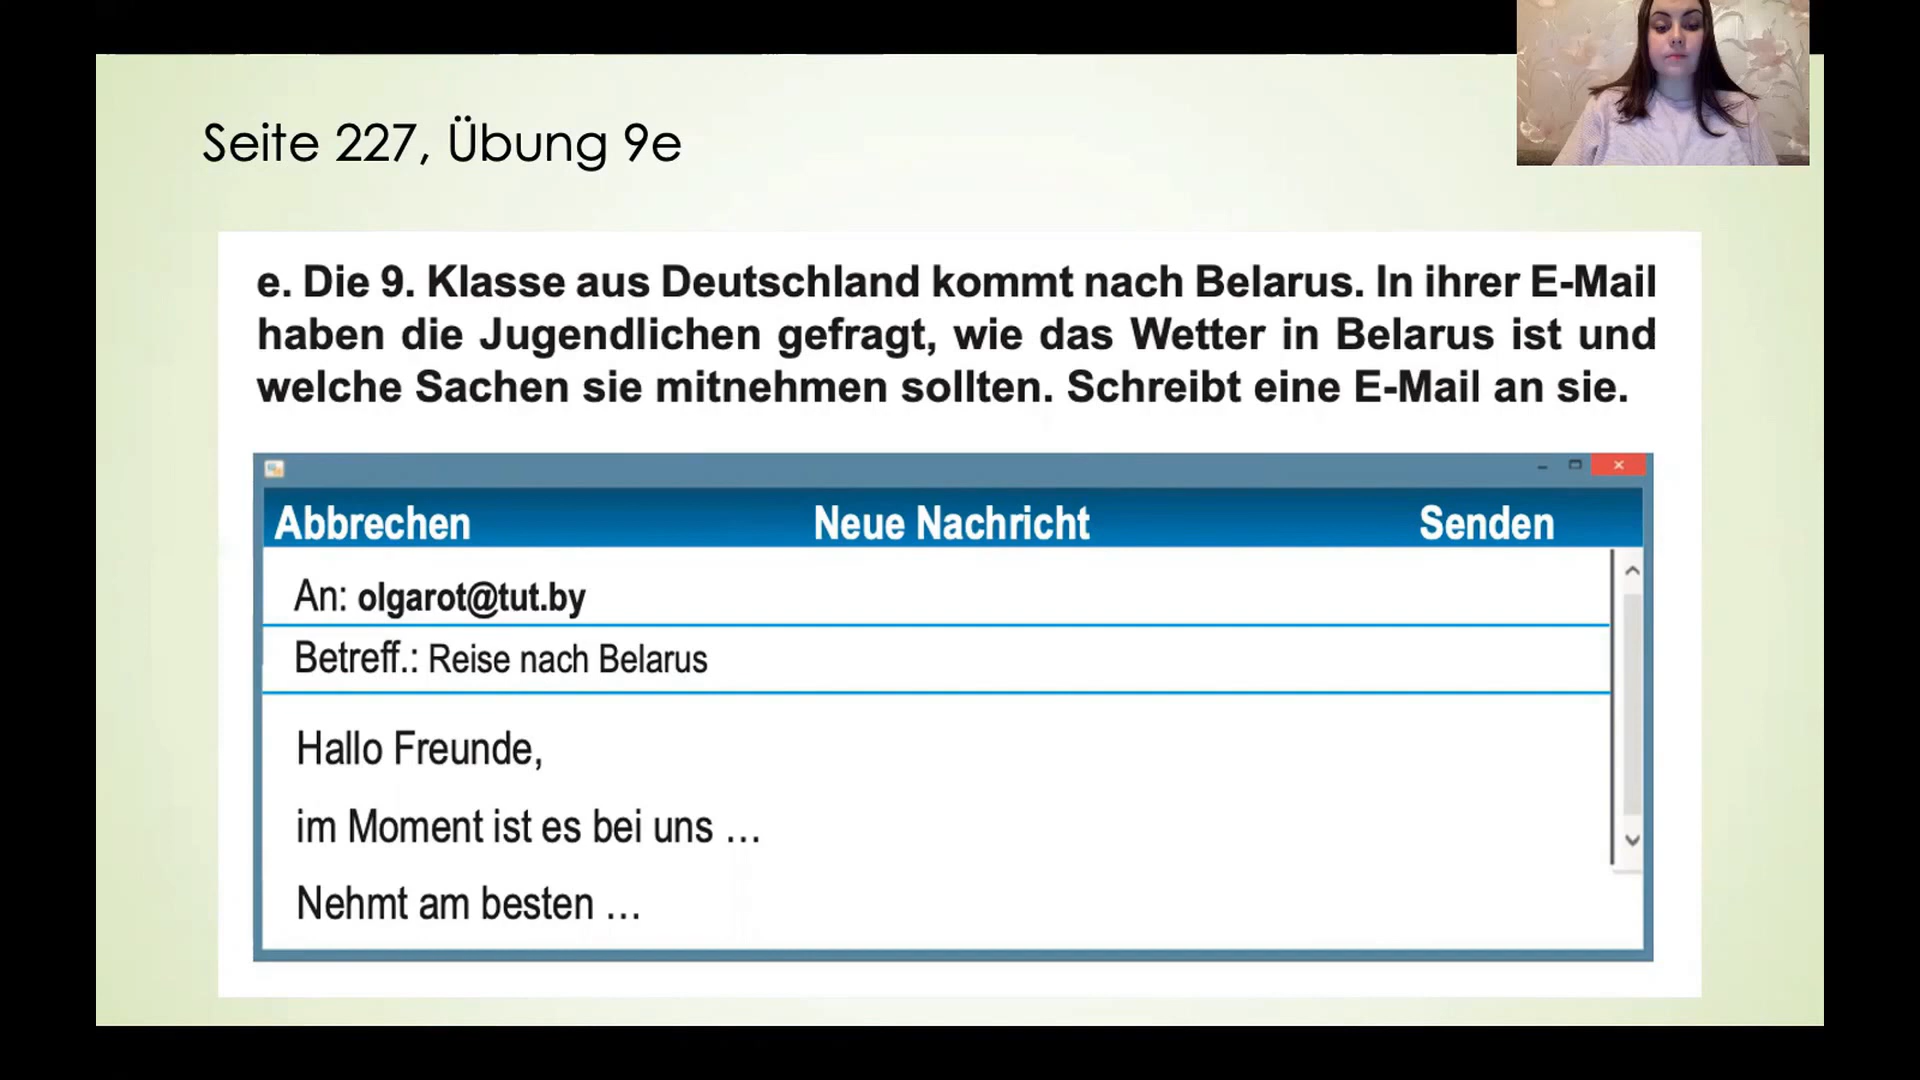 Seite 227, Übung 9e
e. Die 9. Klasse aus Deutschland kommt nach Belarus. In ihrer E-Mail
haben die Jugendlichen gefragt, wie das Wetter in Belarus ist und
welche Sachen sie mitnehmen sollten. Schreibt eine E-Mail an sie.
Abbrechen Neue Nachricht Senden
An: olgarot@tut.by
Betreff.: Reise nach Belarus
Hallo Freunde,
im Moment ist es bei uns …
Nehmt am besten …